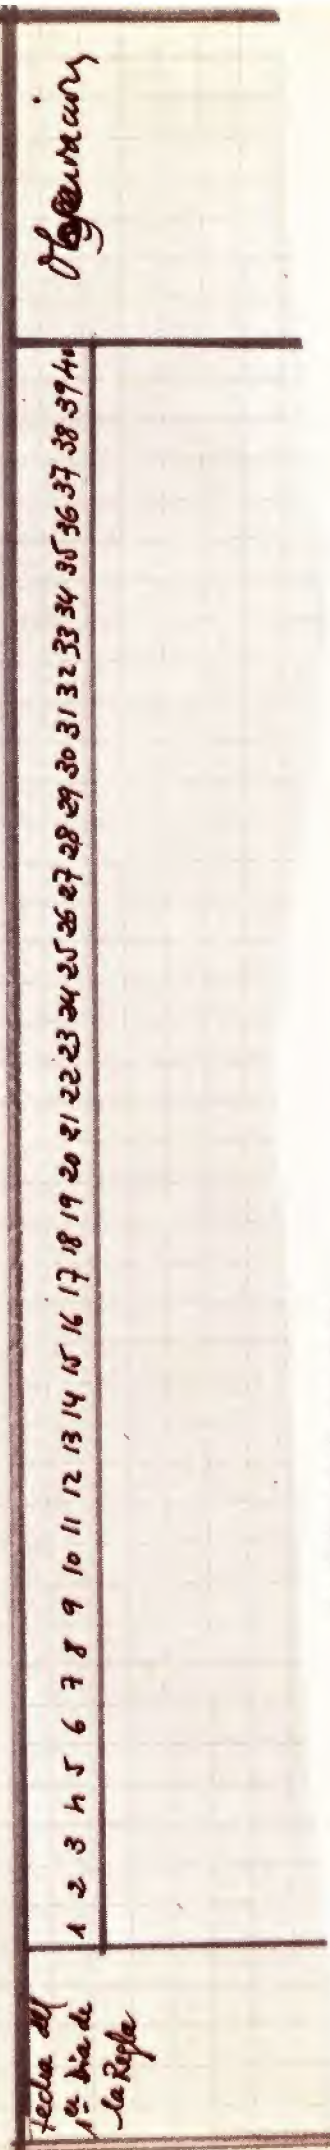 Fecha del
1er Dia de
la Regla
1 2 3 4 5 6 7 8 9 10 11 12 13 14 15 16 17 18 19 20 21 22 23 24 25 26 27 28 29 30 31 32 33 34 35 36 37 38 39 40
Observacion